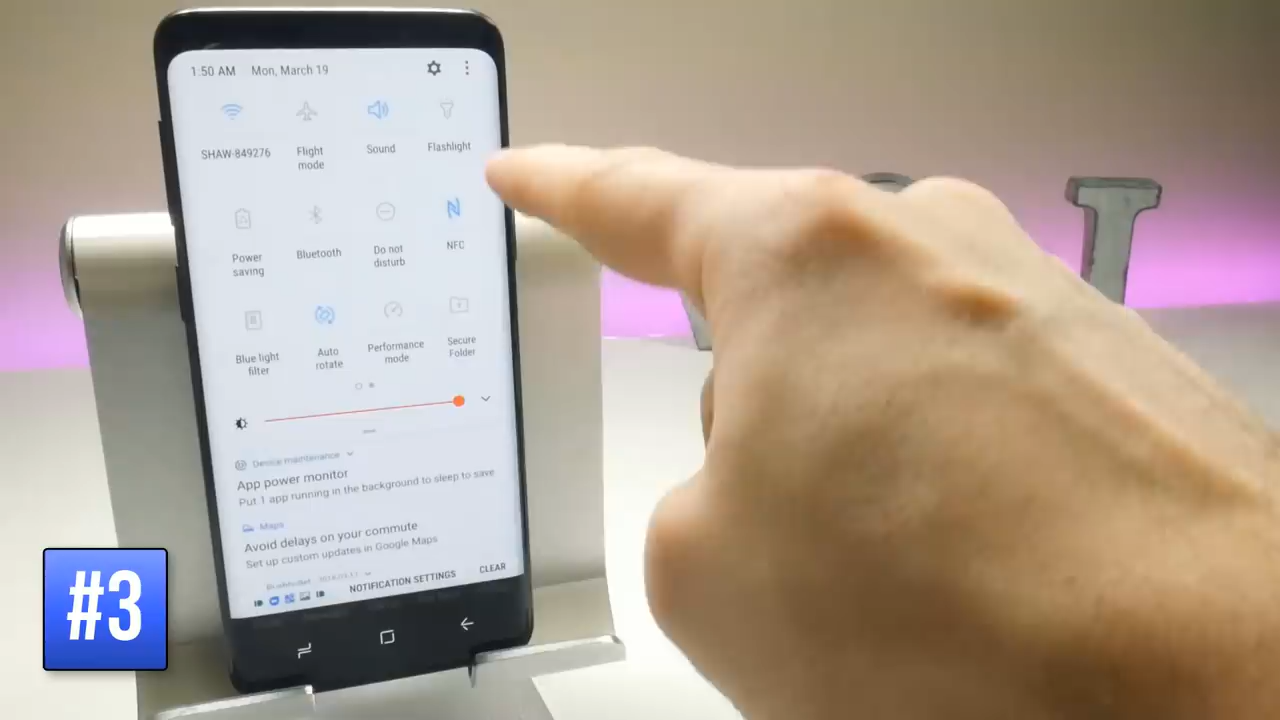 1:50 AM Mon, March 19
SHAW-849276
Flight
mode
Sound
Flashlight
Power
saving
Bluetooth
Do not
disturb
NFC
Blue light
filter
Auto
rotate
Performance
mode
Secure
Folder
Device maintenance
App power monitor
Put 1 app running in the background to sleep to save
Maps
Avoid delays on your commute
Set up custom updates in Google Maps
NOTIFICATION SETTINGS
CLEAR
#3